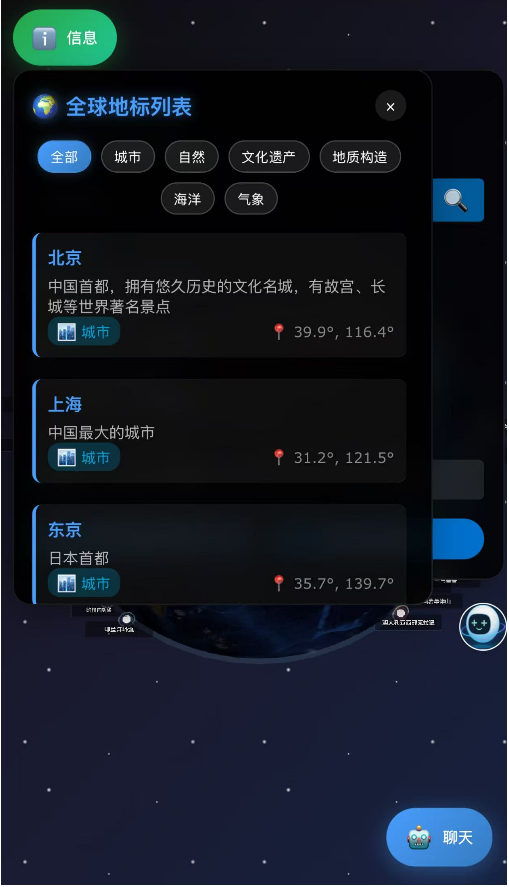 信息
全球地标列表
×
全部
城市
自然
文化遗产
地质构造
海洋
气象
北京
中国首都，拥有悠久历史的文化名城，有故宫、长
城等世界著名景点
城市
39.9°, 116.4°
上海
中国最大的城市
城市
31.2°, 121.5°
东京
日本首都
城市
35.7°, 139.7°
聊天